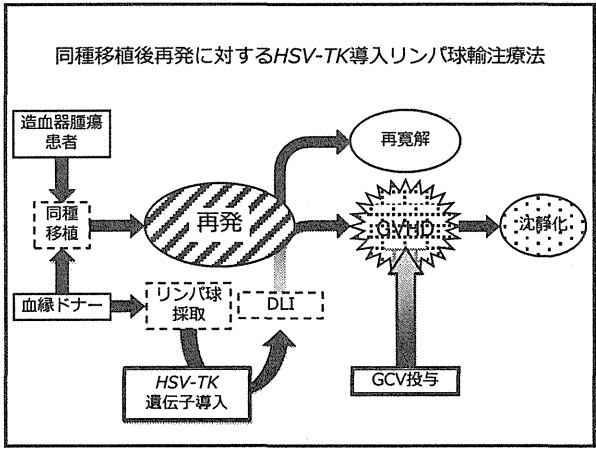 同種移植後再発に対するHSV-TK導入リンパ球輸注療法
造血器腫瘍
患者
再寛解
同種
移植
再発
GVHD
沈静化
血縁ドナー
リンパ球
採取
DLI
HSV-TK
遺伝子導入
GCV投与